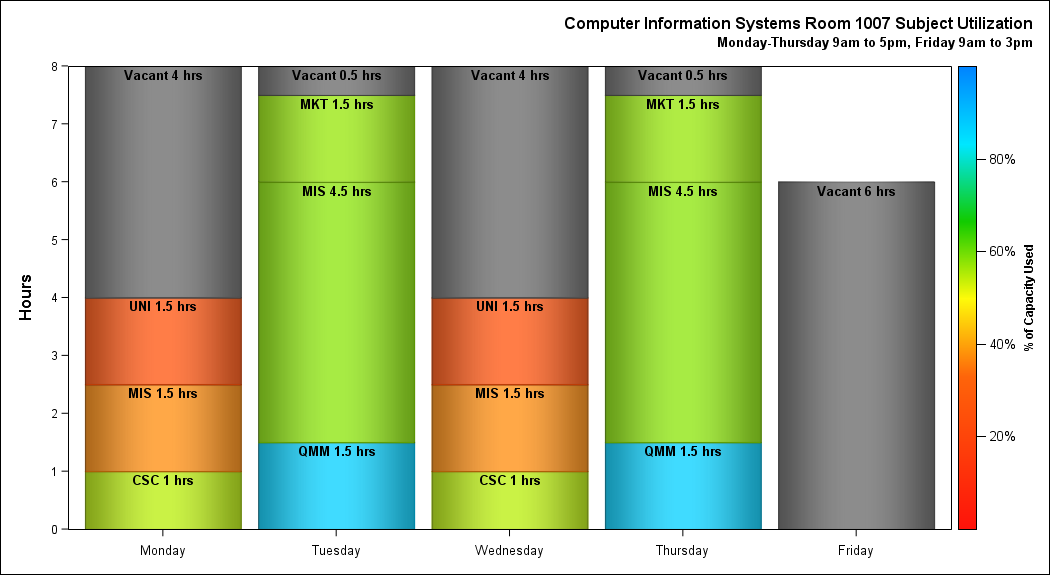 Computer Information Systems Room 1007 Subject Utilization
Monday-Thursday 9am to 5pm, Friday 9am to 3pm
Hours
8
7
6
5
4
3
2
1
0
Vacant 4 hrs
UNI 1.5 hrs
MIS 1.5 hrs
CSC 1 hrs
Vacant 0.5 hrs
MKT 1.5 hrs
MIS 4.5 hrs
QMM 1.5 hrs
Vacant 4 hrs
UNI 1.5 hrs
MIS 1.5 hrs
CSC 1 hrs
Vacant 0.5 hrs
MKT 1.5 hrs
MIS 4.5 hrs
QMM 1.5 hrs
Vacant 6 hrs
Monday
Tuesday
Wednesday
Thursday
Friday
80%
60%
40%
20%
% of Capacity Used